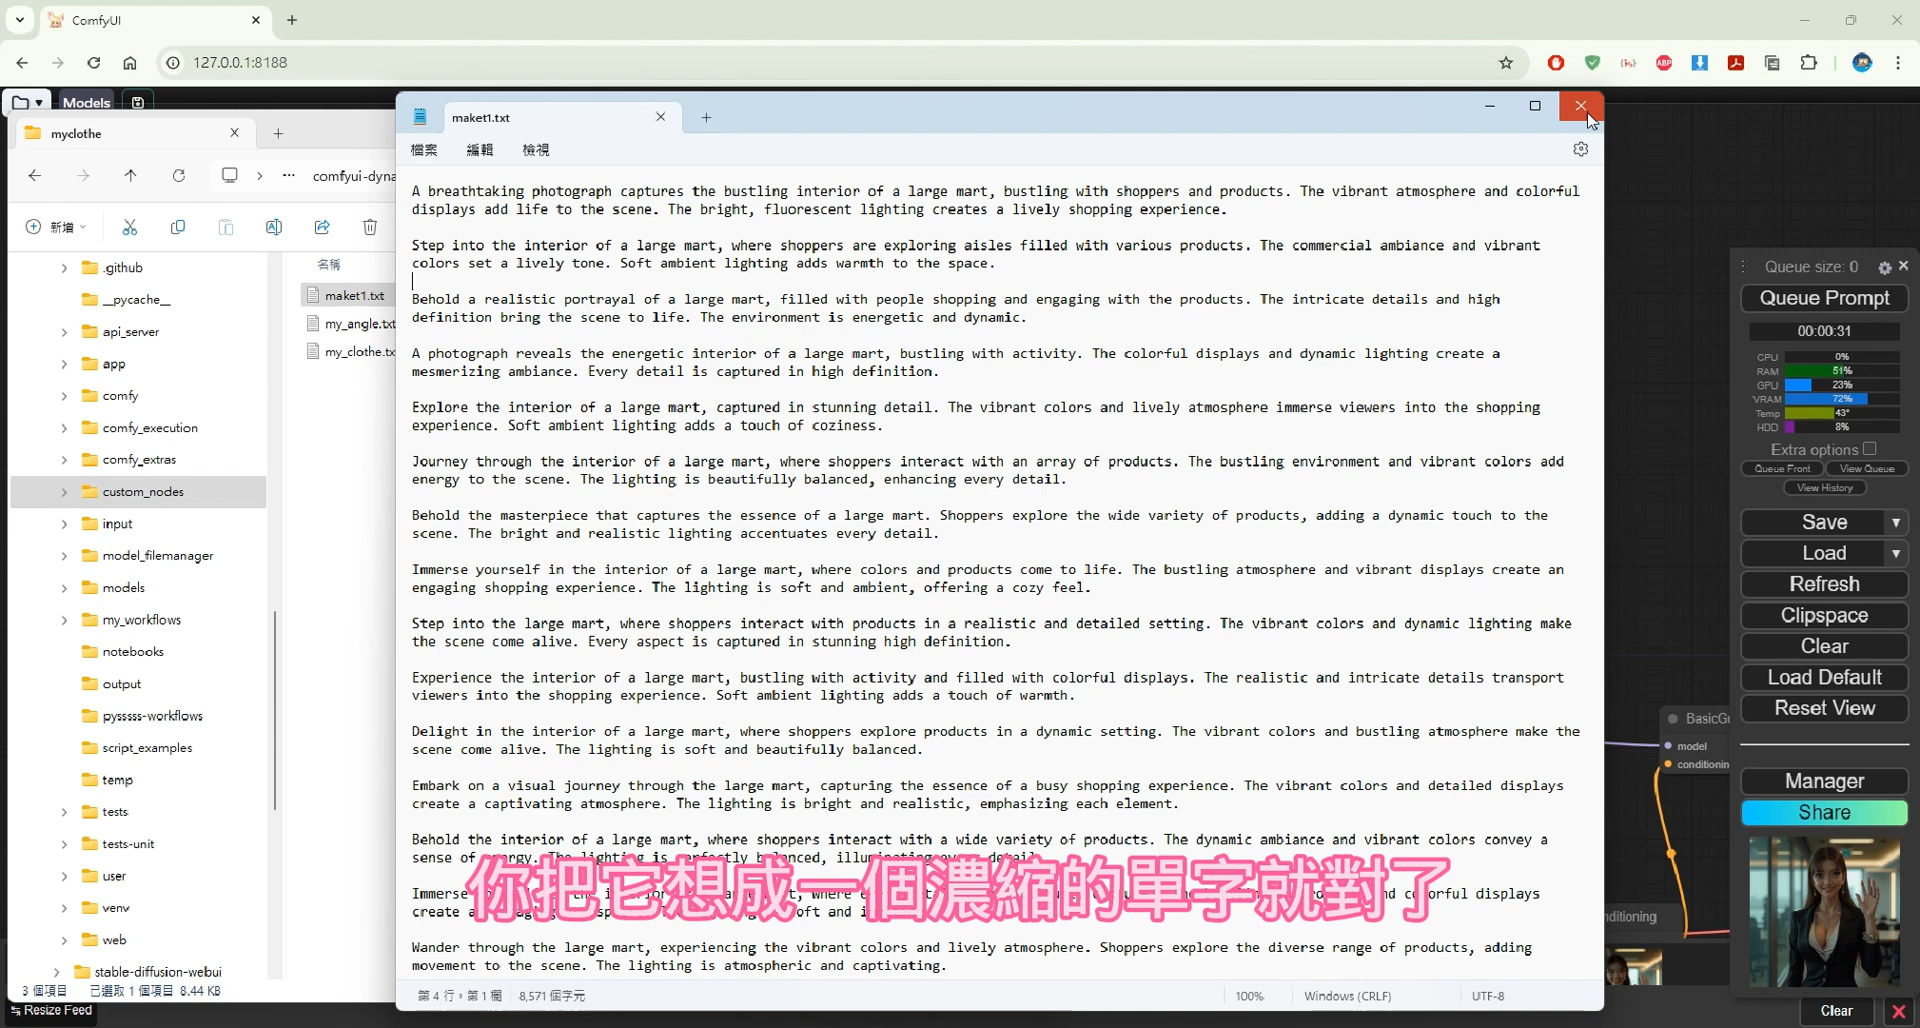 ComfyUI
127.0.0.1:8188
Models
myclothe
comfyui-dyna
新增
名稱
.github
__pycache__
api_server
app
comfy
comfy_execution
comfy_extras
custom_nodes
input
model_filemanager
models
my_workflows
notebooks
output
pysssss-workflows
script_examples
temp
tests
tests-unit
user
venv
web
stable-diffusion-webui
maket1.txt
my_angle.txt
my_clothe.tx
3 個項目 已選取 1 個項目 8.44 KB
Resize Feed
maket1.txt
檔案 編輯 檢視
A breathtaking photograph captures the bustling interior of a large mart, bustling with shoppers and products. The vibrant atmosphere and colorful
displays add life to the scene. The bright, fluorescent lighting creates a lively shopping experience.
Step into the interior of a large mart, where shoppers are exploring aisles filled with various products. The commercial ambiance and vibrant
colors set a lively tone. Soft ambient lighting adds warmth to the space.
Behold a realistic portrayal of a large mart, filled with people shopping and engaging with the products. The intricate details and high
definition bring the scene to life. The environment is energetic and dynamic.
A photograph reveals the energetic interior of a large mart, bustling with activity. The colorful displays and dynamic lighting create a
mesmerizing ambiance. Every detail is captured in high definition.
Explore the interior of a large mart, captured in stunning detail. The vibrant colors and lively atmosphere immerse viewers into the shopping
experience. Soft ambient lighting adds a touch of coziness.
Journey through the interior of a large mart, where shoppers interact with an array of products. The bustling environment and vibrant colors add
energy to the scene. The lighting is beautifully balanced, enhancing every detail.
Behold the masterpiece that captures the essence of a large mart. Shoppers explore the wide variety of products, adding a dynamic touch to the
scene. The bright and realistic lighting accentuates every detail.
Immerse yourself in the interior of a large mart, where colors and products come to life. The bustling atmosphere and vibrant displays create an
engaging shopping experience. The lighting is soft and ambient, offering a cozy feel.
Step into the large mart, where shoppers interact with products in a realistic and detailed setting. The vibrant colors and dynamic lighting make
the scene come alive. Every aspect is captured in stunning high definition.
Experience the interior of a large mart, bustling with activity and filled with colorful displays. The realistic and intricate details transport
viewers into the shopping experience. Soft ambient lighting adds a touch of warmth.
Delight in the interior of a large mart, where shoppers explore products in a dynamic setting. The vibrant colors and bustling atmosphere make the
scene come alive. The lighting is soft and beautifully balanced.
Embark on a visual journey through the large mart, capturing the essence of a busy shopping experience. The vibrant colors and detailed displays
create a captivating atmosphere. The lighting is bright and realistic, emphasizing each element.
Behold the interior of a large mart, where shoppers interact with a wide variety of products. The dynamic ambiance and vibrant colors convey a
sense of
Immerse colorful displays
create
你把它想成一個濃縮的單字就對了
Wander through the large mart, experiencing the vibrant colors and lively atmosphere. Shoppers explore the diverse range of products, adding
movement to the scene. The lighting is atmospheric and captivating.
第 4 行，第 1 欄 8,571 個字元 100% Windows (CRLF) UTF-8
Queue size: 0
Queue Prompt
00:00:31
CPU 0%
RAM 51%
GPU 23%
VRAM 72%
Temp 43°
HDD 8%
Extra options
Queue Front View Queue
View History
Save
Load
Refresh
Clipspace
Clear
Load Default
Reset View
Manager
Share
BasicGu
model
conditionin
nditioning
Clear